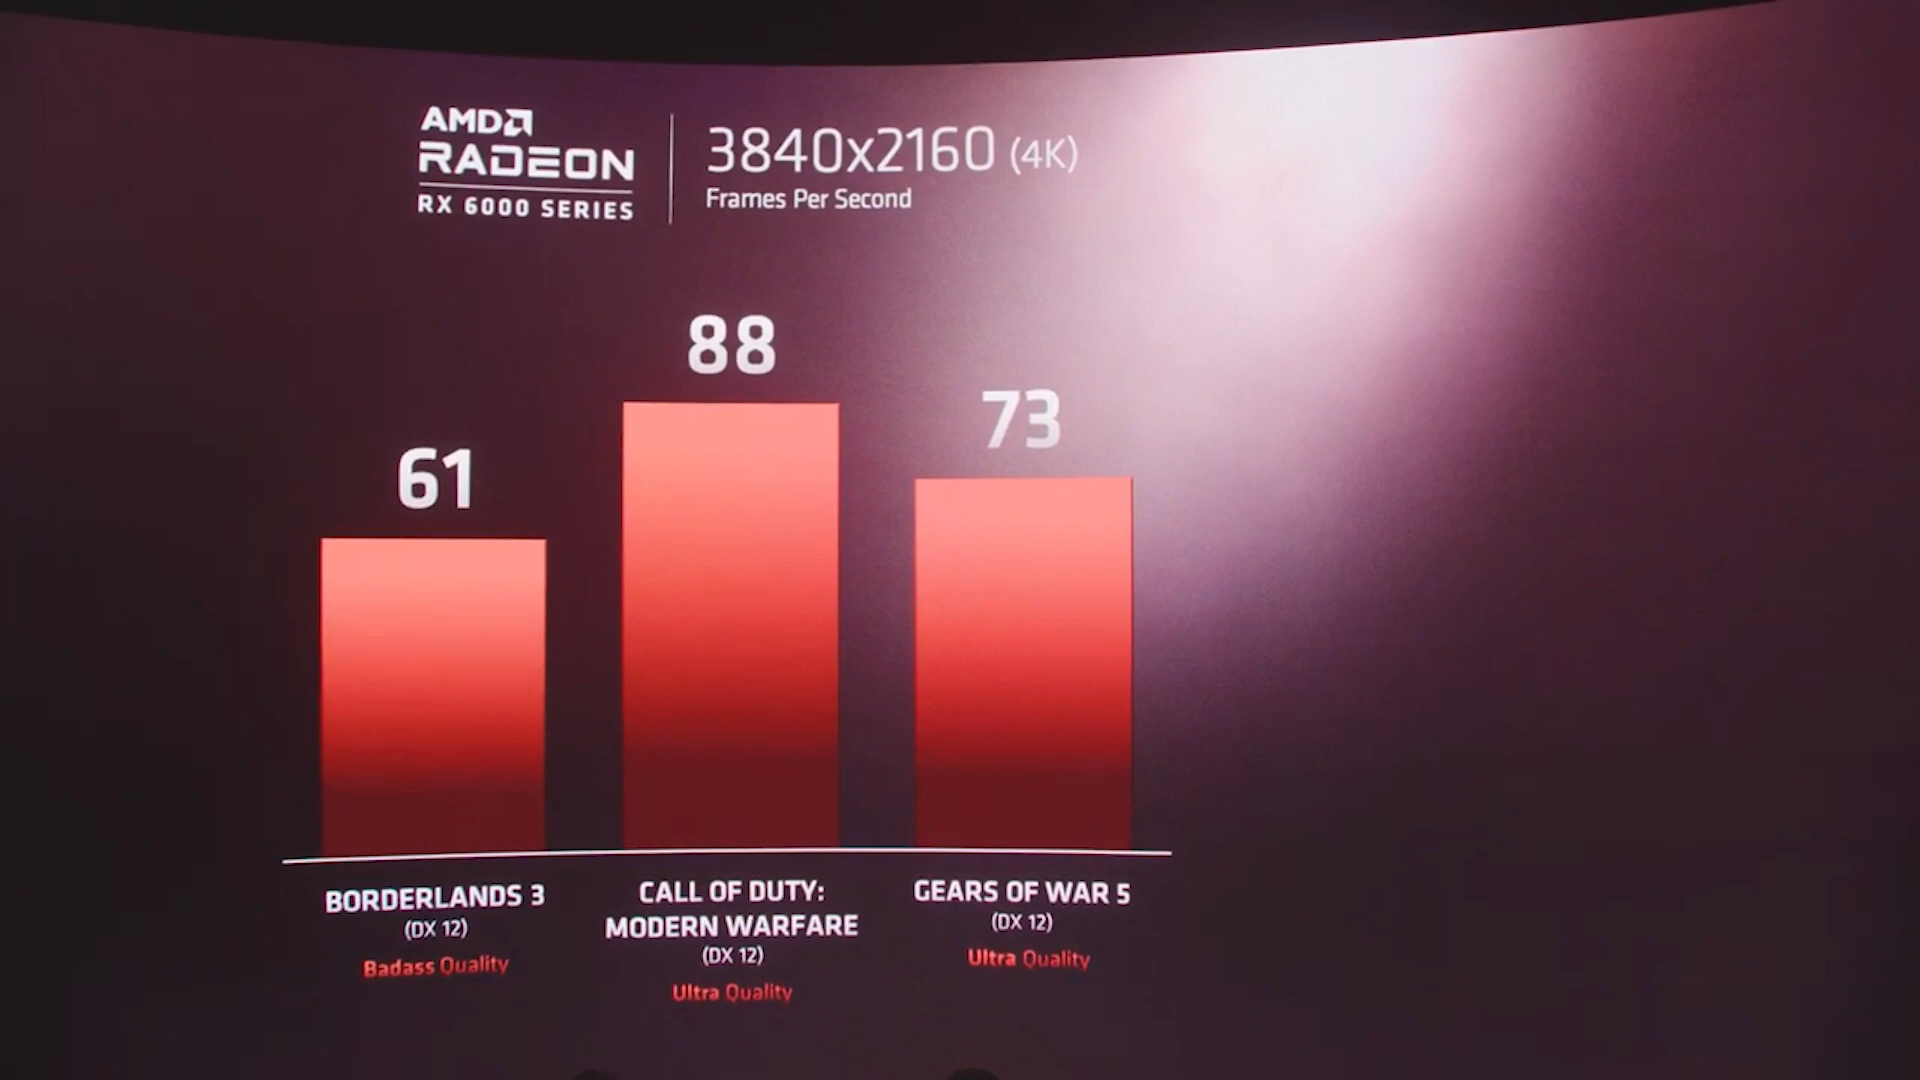 AMD
RADEON
RX 6000 SERIES
3840x2160 (4K)
Frames Per Second
61
88
73
BORDERLANDS 3
(DX 12)
Badass Quality
CALL OF DUTY:
MODERN WARFARE
(DX 12)
Ultra Quality
GEARS OF WAR 5
(DX 12)
Ultra Quality